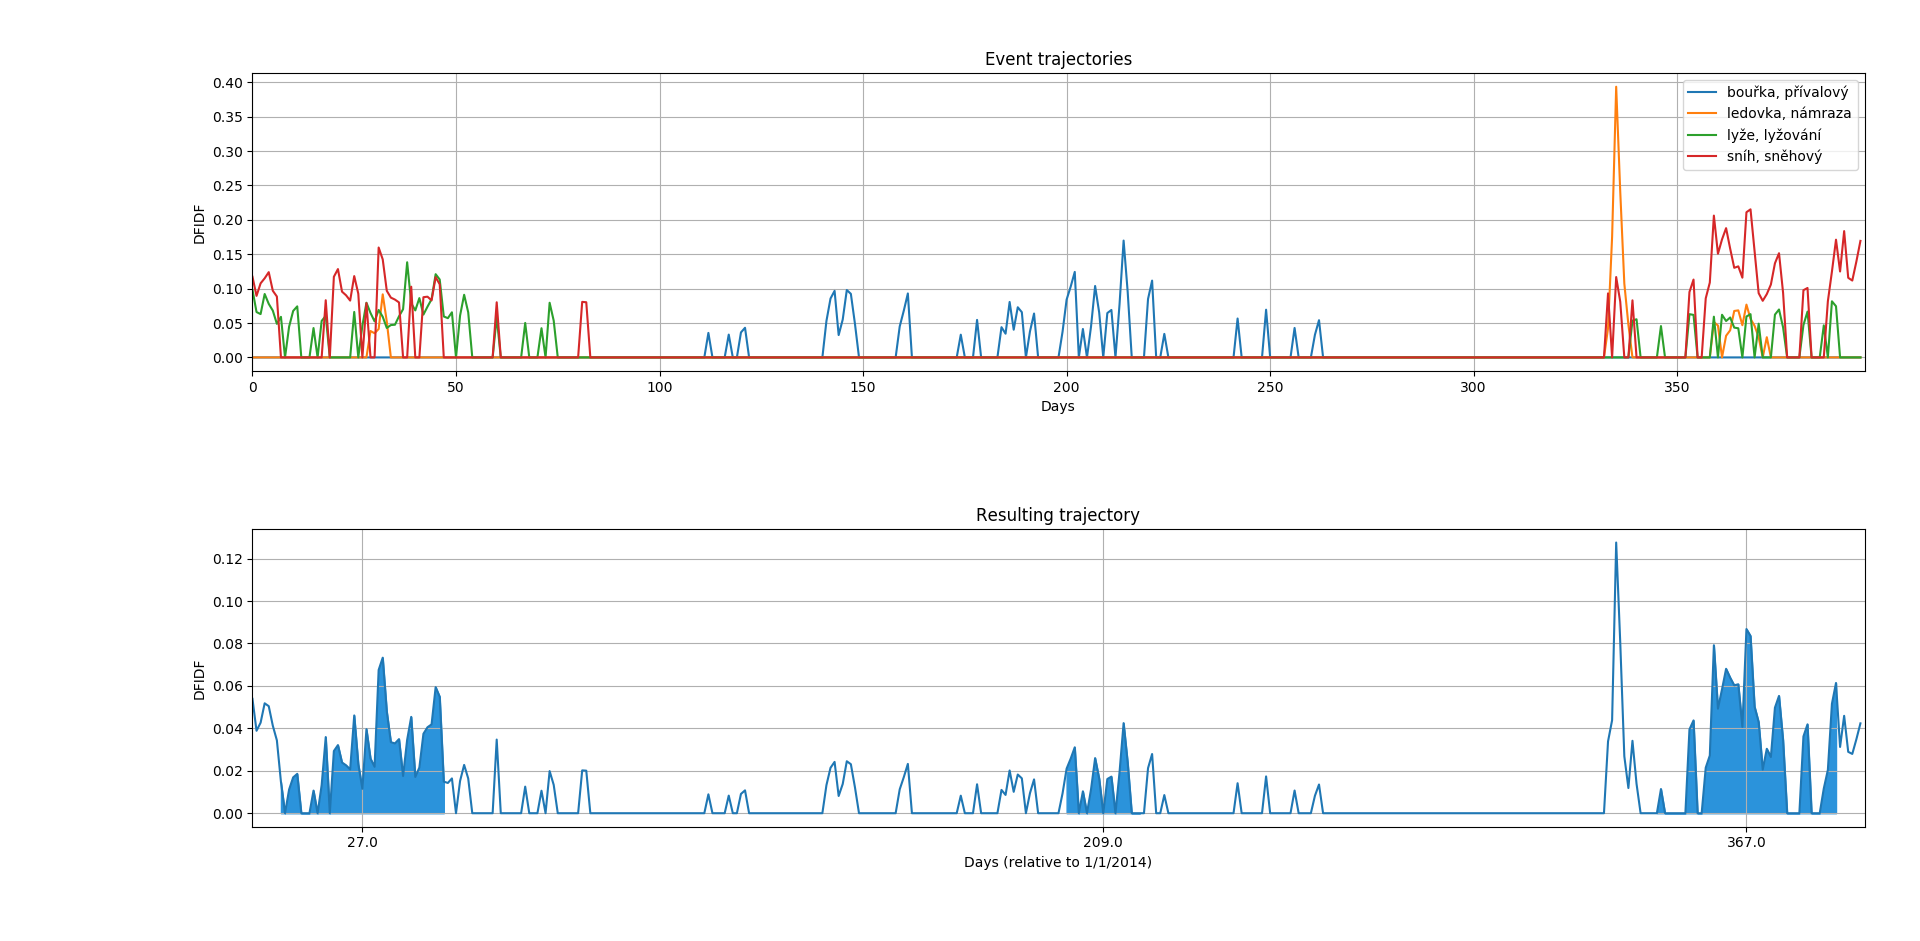 Event trajectories
0.40
0.35
0.30
0.25
0.20
0.15
0.10
0.05
0.00
DFIDF
bouřka, přívalový
ledovka, námraza
lyže, lyžování
sníh, sněhový
0 50 100 150 200 250 300 350
Days
Resulting trajectory
0.12
0.10
0.08
0.06
0.04
0.02
0.00
DFIDF
27.0 209.0 367.0
Days (relative to 1/1/2014)